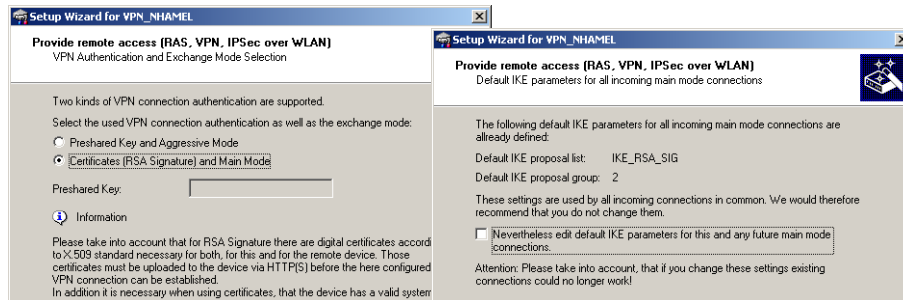 Setup Wizard for VPN_NHAMEL
Provide remote access (RAS, VPN, IPSec over WLAN)
VPN Authentication and Exchange Mode Selection
Two kinds of VPN connection authentication are supported.
Select the used VPN connection authentication as well as the exchange mode:
Preshared Key and Aggressive Mode
Certificates (RSA Signature) and Main Mode
Preshared Key:
Information
Please take into account that for RSA Signature there are digital certificates accordi
to X.509 standard necessary for both, for this and for the remote device. Those
certificates must be uploaded to the device via HTTP(S) before the here configured
VPN connection can be established.
In addition it is necessary when using certificates, that the device has a valid system
Setup Wizard for VPN_NHAMEL
Provide remote access (RAS, VPN, IPSec over WLAN)
Default IKE parameters for all incoming main mode connections
The following default IKE parameters for all incoming main mode connections are
allready defined:
Default IKE proposal list: IKE_RSA_SIG
Default IKE proposal group: 2
These settings are used by all incoming connections in common. We would therefore
recommend that you do not change them.
Nevertheless edit default IKE parameters for this and any future main mode
connections.
Attention: Please take into account, that if you change these settings existing
connections could no longer work!